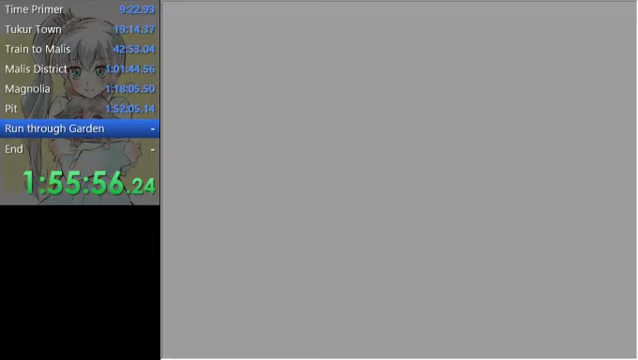 Time Primer 9:22.93
Tukur Town 19:14.37
Train to Malis 42:53.04
Malis District 1:01:44.56
Magnolia 1:18:05.50
Pit 1:52:05.14
Run through Garden -
End -
1:55:56.24